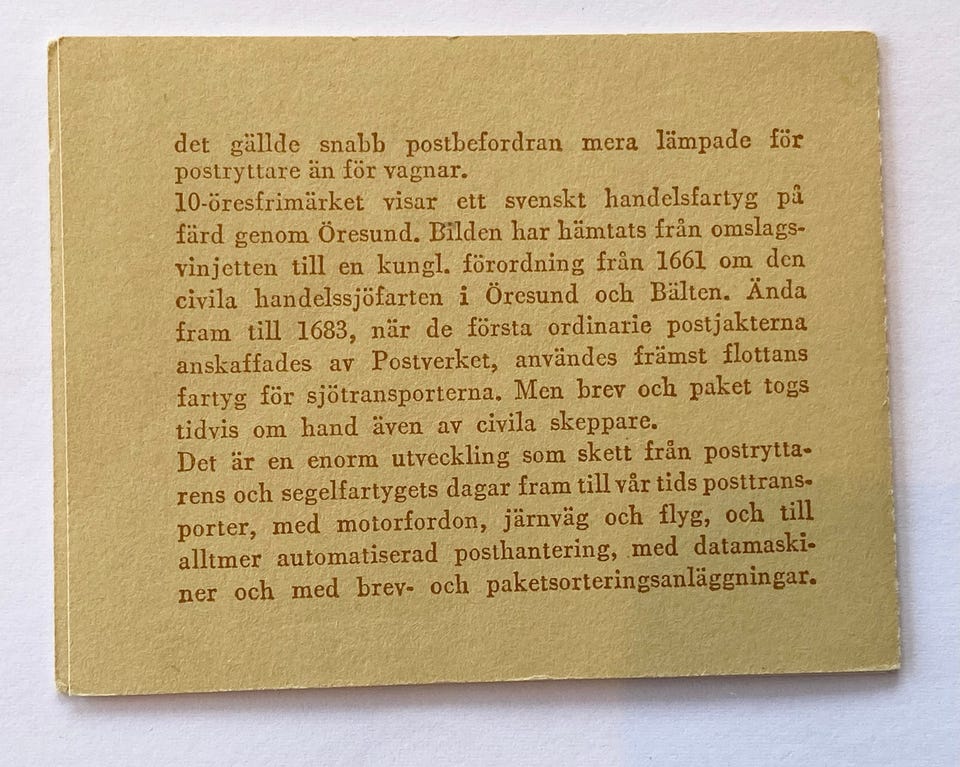 det gällde snabb postbefordran mera lämpade för
postryttare än för vagnar.
10-öresfrimärket visar ett svenskt handelsfartyg på
färd genom Öresund. Bilden har hämtats från omslags-
vinjetten till en kungl. förordning från 1661 om den
civila handelssjöfarten i Öresund och Bälten. Ända
fram till 1683, när de första ordinarie postjakterna
anskaffades av Postverket, användes främst flottans
fartyg för sjötransporterna. Men brev och paket togs
tidvis om hand även av civila skeppare.
Det är en enorm utveckling som skett från postrytta-
rens och segelfartygets dagar fram till vår tids posttrans-
porter, med motorfordon, järnväg och flyg, och till
alltmer automatiserad posthantering, med datamaski-
ner och med brev- och paketsorteringsanläggningar.